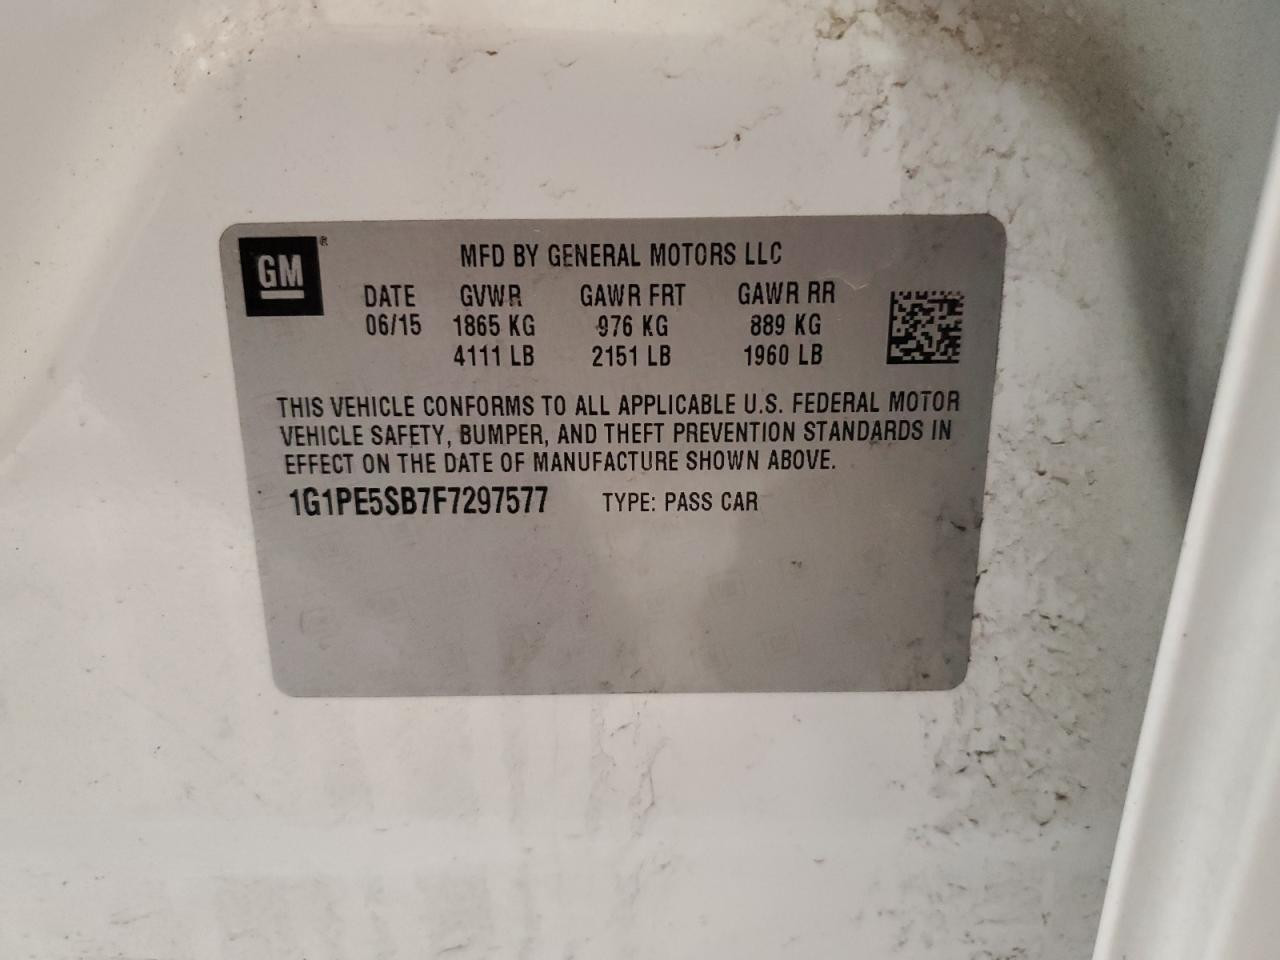 GM®
MFD BY GENERAL MOTORS LLC
DATE GVWR GAWR FRT GAWR RR
06/15 1865 KG 976 KG 889 KG
4111 LB 2151 LB 1960 LB
THIS VEHICLE CONFORMS TO ALL APPLICABLE U.S. FEDERAL MOTOR
VEHICLE SAFETY, BUMPER, AND THEFT PREVENTION STANDARDS IN
EFFECT ON THE DATE OF MANUFACTURE SHOWN ABOVE.
1G1PE5SB7F7297577 TYPE: PASS CAR